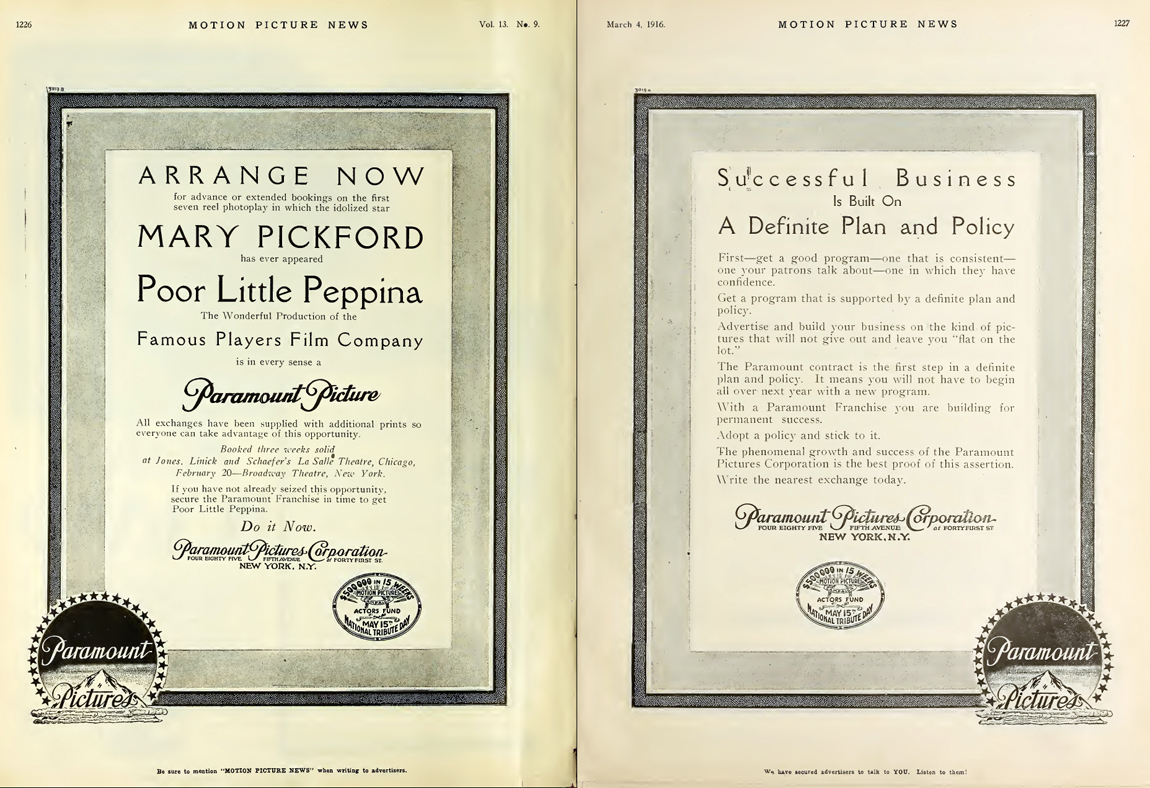 1226
MOTION PICTURE NEWS
Vol. 13. No. 9.
ARRANGE NOW
for advance or extended bookings on the first
seven reel photoplay in which the idolized star
MARY PICKFORD
has ever appeared
Poor Little Peppina
The Wonderful Production of the
Famous Players Film Company
is in every sense a
Paramount Picture
All exchanges have been supplied with additional prints so
everyone can take advantage of this opportunity.
Booked three weeks solid
at Jones, Linick and Schaefer's La Salle Theatre, Chicago,
February 20—Broadway Theatre, New York.
If you have not already seized this opportunity,
secure the Paramount Franchise in time to get
Poor Little Peppina.
Do it Now.
Paramount Pictures Corporation
FOUR EIGHTY FIVE FIFTH AVENUE at FORTY FIRST ST.
NEW YORK, N.Y.
$500000 IN 15 WEEKS
MOTION PICTURE
ACTORS FUND
MAY 15TH
NATIONAL TRIBUTE DAY
Paramount
Pictures
Be sure to mention "MOTION PICTURE NEWS" when writing to advertisers.
March 4, 1916.
MOTION PICTURE NEWS
1227
Successful Business
Is Built On
A Definite Plan and Policy
First—get a good program—one that is consistent—
one your patrons talk about—one in which they have
confidence.
Get a program that is supported by a definite plan and
policy.
Advertise and build your business on the kind of pic-
tures that will not give out and leave you "flat on the
lot."
The Paramount contract is the first step in a definite
plan and policy. It means you will not have to begin
all over next year with a new program.
With a Paramount Franchise you are building for
permanent success.
Adopt a policy and stick to it.
The phenomenal growth and success of the Paramount
Pictures Corporation is the best proof of this assertion.
Write the nearest exchange today.
Paramount Pictures Corporation
FOUR EIGHTY FIVE FIFTH AVENUE at FORTY FIRST ST.
NEW YORK, N.Y.
$500000 IN 15 WEEKS
MOTION PICTURE
ACTORS FUND
MAY 15TH
NATIONAL TRIBUTE DAY
Paramount
Pictures
We have secured advertisers to talk to YOU. Listen to them!